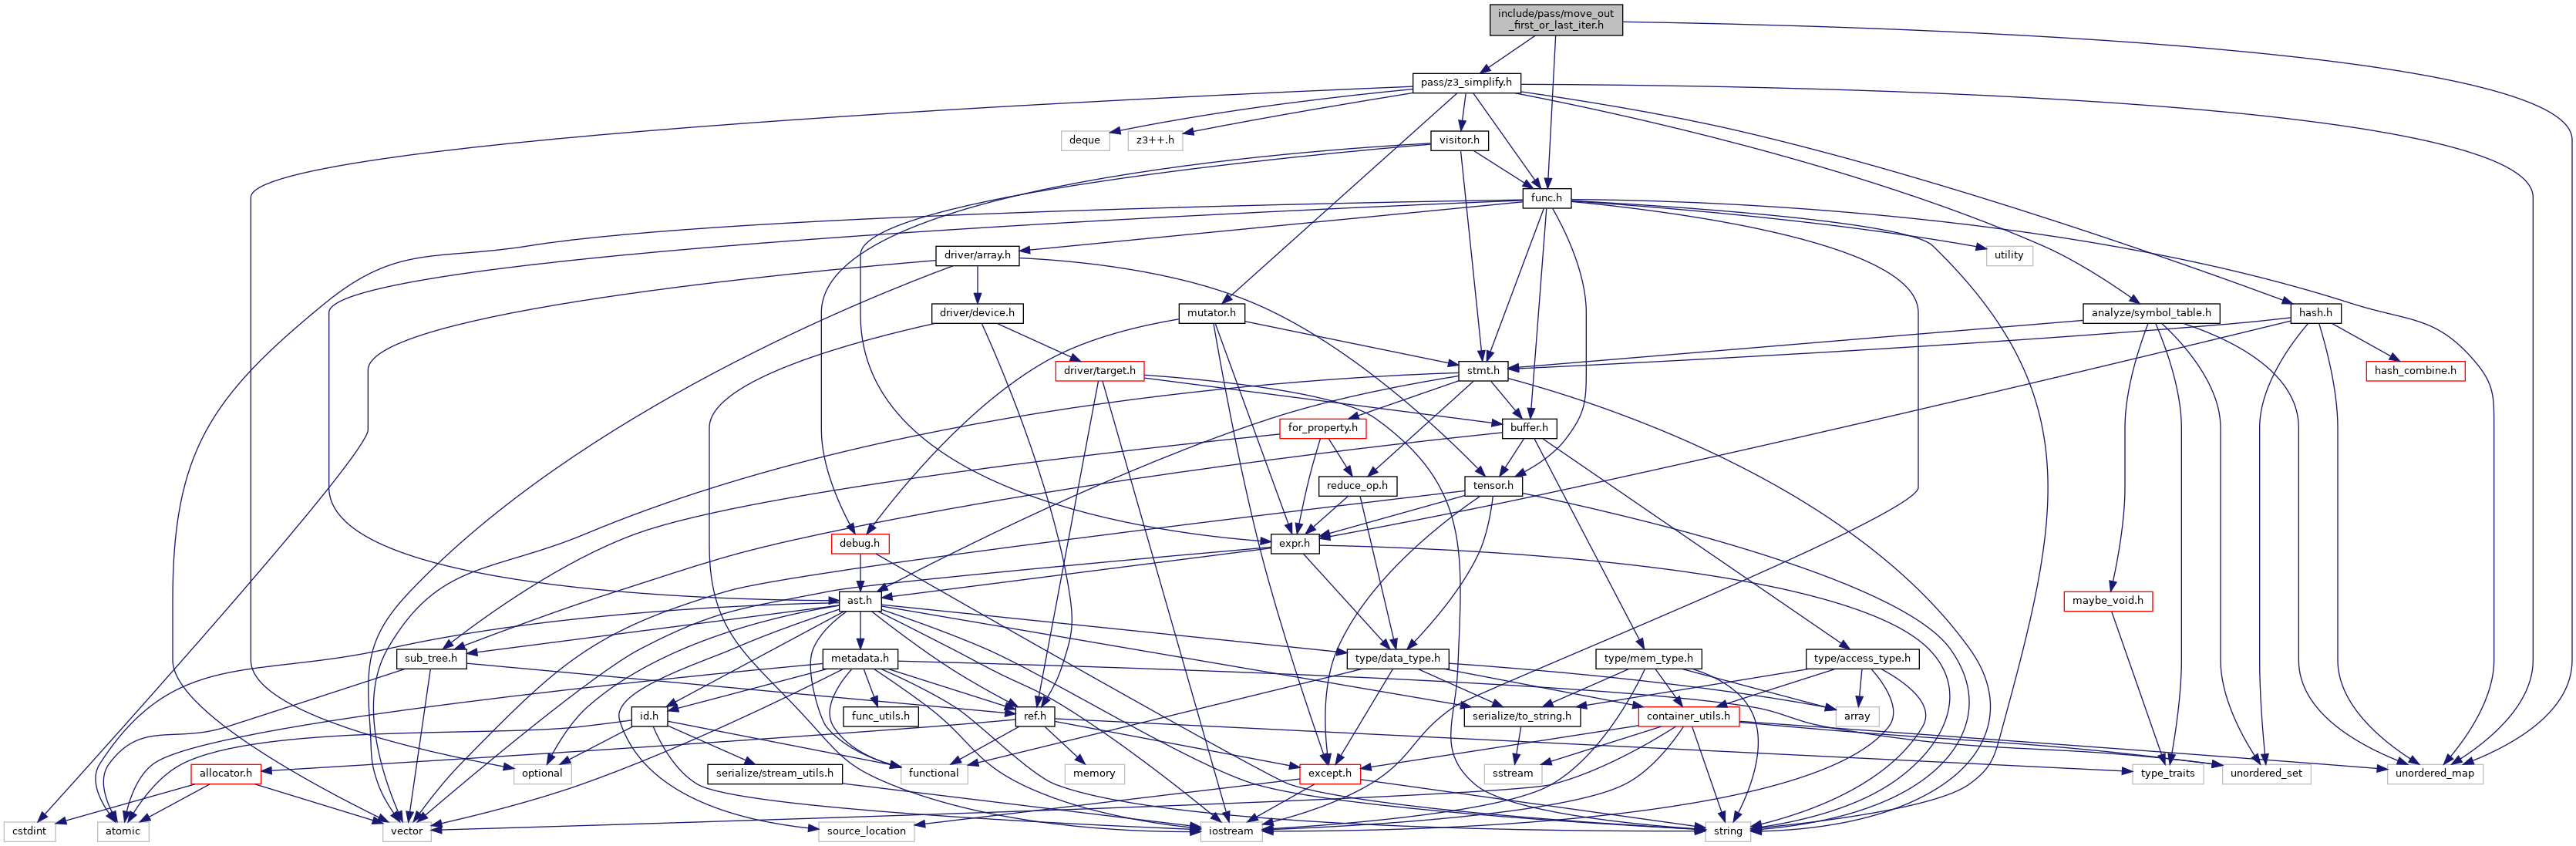 include/pass/move_out
_first_or_last_iter.h
pass/z3_simplify.h
deque
z3++.h
visitor.h
func.h
driver/array.h
utility
driver/device.h
mutator.h
analyze/symbol_table.h
hash.h
driver/target.h
stmt.h
hash_combine.h
for_property.h
buffer.h
reduce_op.h
tensor.h
debug.h
expr.h
ast.h
maybe_void.h
sub_tree.h
metadata.h
type/data_type.h
type/mem_type.h
type/access_type.h
id.h
func_utils.h
ref.h
serialize/to_string.h
container_utils.h
array
allocator.h
optional
serialize/stream_utils.h
functional
memory
except.h
sstream
type_traits
unordered_set
unordered_map
cstdint
atomic
vector
source_location
iostream
string